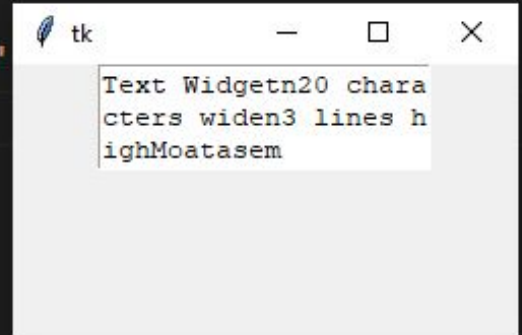 tk
Text Widgetn20 chara
cters widen3 lines h
ighMoatasem